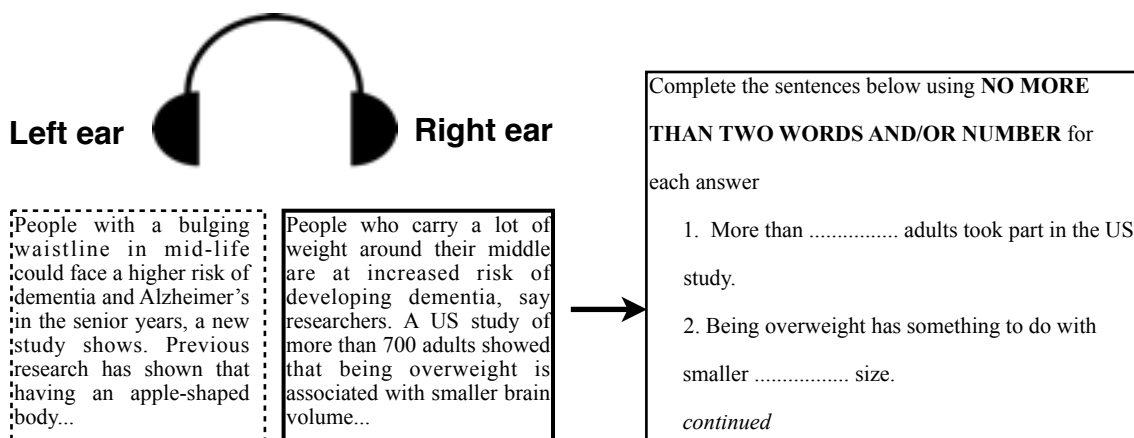 Left ear
Right ear
People with a bulging
waistline in mid-life
could face a higher risk of
dementia and Alzheimer's
in the senior years, a new
study shows. Previous
research has shown that
having an apple-shaped
body...
People who carry a lot of
weight around their middle
are at increased risk of
developing dementia, say
researchers. A US study of
more than 700 adults showed
that being overweight is
associated with smaller brain
volume...
Complete the sentences below using NO MORE
THAN TWO WORDS AND/OR NUMBER for
each answer
1. More than ................ adults took part in the US
study.
2. Being overweight has something to do with
smaller ................. size.
continued